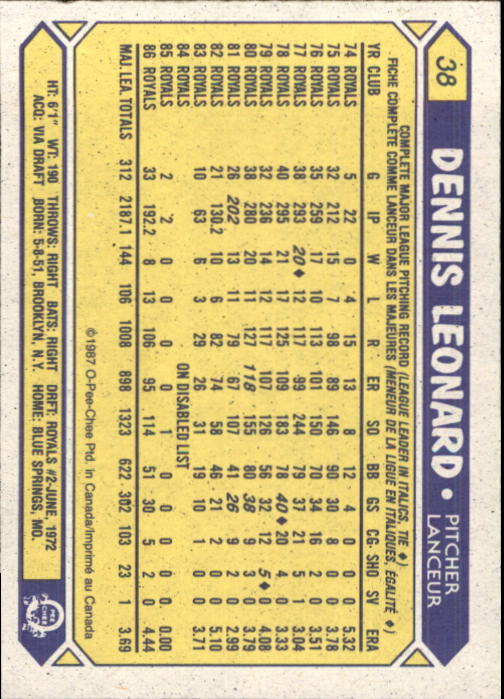 38
DENNIS LEONARD • PITCHER
LANCEUR
COMPLETE MAJOR LEAGUE PITCHING RECORD (LEAGUE LEADER IN ITALICS, TIE ♦)
FICHE COMPLÈTE COMME LANCEUR DANS LES MAJEURES (MENEUR DE LA LIGUE EN ITALIQUES, ÉGALITÉ ♦)
YR CLUB G IP W L R ER SO BB GS CG SHO SV ERA
74 ROYALS 5 22 0 4 15 13 8 12 4 0 0 0 5.32
75 ROYALS 32 212 15 7 98 89 146 90 30 8 0 0 3.78
76 ROYALS 35 259 17 10 113 101 150 70 34 16 2 0 3.51
77 ROYALS 38 293 20♦ 12 117 99 244 79 37 21 5 1 3.04
78 ROYALS 40 295 21 17 125 109 183 78 40♦ 20 4 0 3.33
79 ROYALS 32 236 14 12 117 107 126 56 32 12 5♦ 0 4.08
80 ROYALS 38 280 20 11 127 118 155 80 38 9 3 0 3.79
81 ROYALS 26 202 13 11 79 67 107 41 26 9 2 0 2.99
82 ROYALS 21 130.2 10 6 82 74 58 46 21 2 0 0 5.10
83 ROYALS 10 63 6 3 29 26 31 19 10 1 0 0 3.71
84 ROYALS ON DISABLED LIST
85 ROYALS 2 2 0 0 0 0 1 0 0 0 0 0 0.00
86 ROYALS 33 192.2 8 13 106 95 114 51 30 5 2 0 4.44
MAJ. LEA. TOTALS 312 2187.1 144 106 1008 898 1323 622 302 103 23 1 3.69
©1987 O-Pee-Chee Ptd. in Canada/Imprimé au Canada
HT: 6'1" WT: 190 THROWS: RIGHT BATS: RIGHT DRFT: ROYALS #2-JUNE, 1972
ACQ: VIA DRAFT BORN: 5-8-51, BROOKLYN, N.Y. HOME: BLUE SPRINGS, MO.
O PEE CHEE